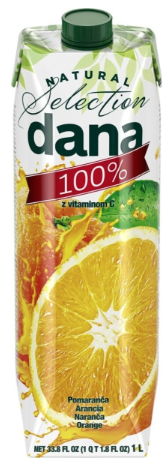 NATURAL
Selection
dana
100%
z vitaminom C
Pomaranča
Arancia
Naranča
Orange
NET 33.8 FL OZ (1 QT 1.8 FL OZ) 1L